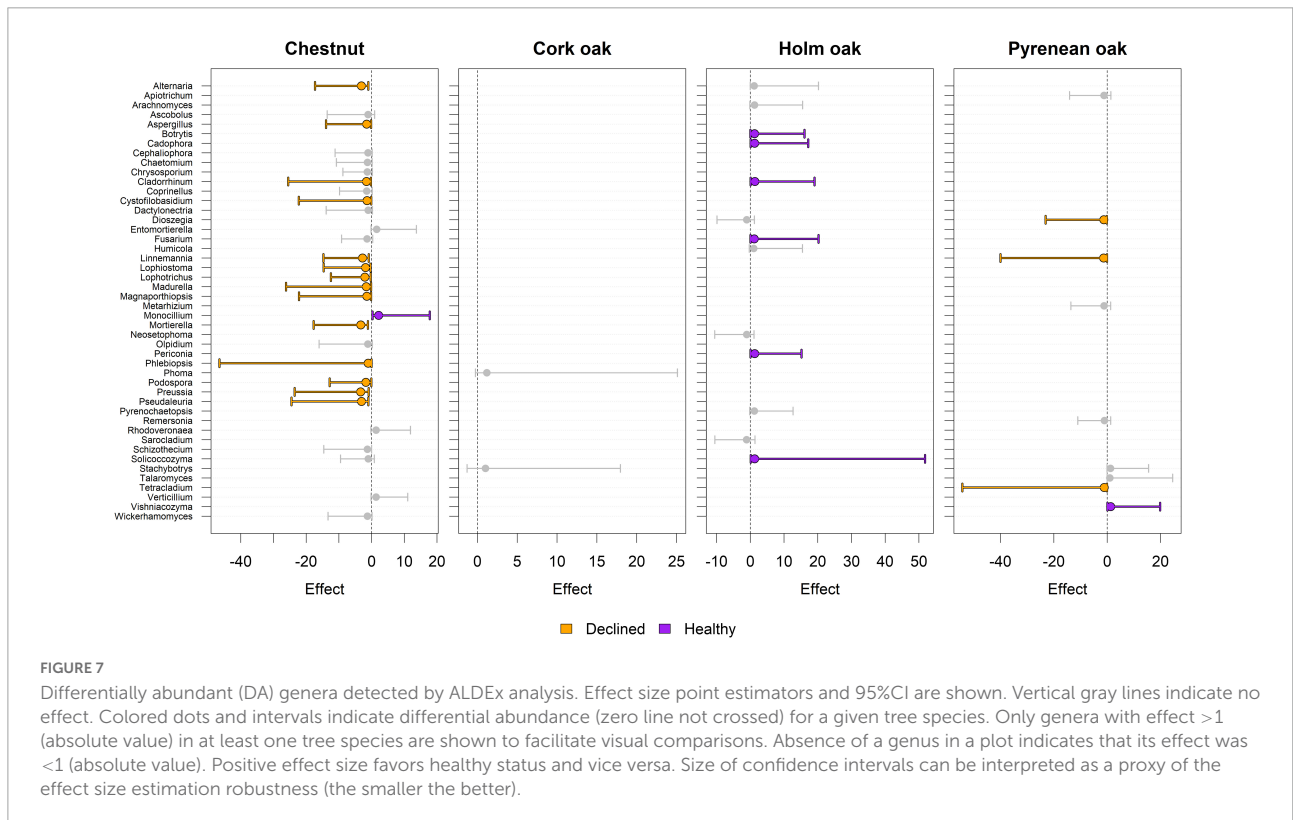 Chestnut
Cork oak
Holm oak
Pyrenean oak
Alternaria
Apiotrichum
Arachnomyces
Ascobolus
Aspergillus
Botrytis
Cadophora
Cephaliophora
Chaetomium
Chrysosporium
Cladorrhinum
Coprinellus
Cystofilobasidium
Dactylonectria
Dioszegia
Entomortierella
Fusarium
Humicola
Linnemannia
Lophiostoma
Lophotrichus
Madurella
Magnaporthiopsis
Metarhizium
Monocillium
Mortierella
Neosetophoma
Olpidium
Periconia
Phlebiopsis
Phoma
Podospora
Preussia
Pseudaleuria
Pyrenochaetopsis
Remersonia
Rhodoveronaea
Sarocladium
Schizothecium
Solicoccozyma
Stachybotrys
Talaromyces
Tetracladium
Verticillium
Vishniacozyma
Wickerhamomyces
-40 -20 0 10 20
0 5 10 15 20 25
-10 0 10 20 30 40 50
-40 -20 0 20
Effect
Effect
Effect
Effect
Declined Healthy
FIGURE 7
Differentially abundant (DA) genera detected by ALDEx analysis. Effect size point estimators and 95%CI are shown. Vertical gray lines indicate no
effect. Colored dots and intervals indicate differential abundance (zero line not crossed) for a given tree species. Only genera with effect >1
(absolute value) in at least one tree species are shown to facilitate visual comparisons. Absence of a genus in a plot indicates that its effect was
<1 (absolute value). Positive effect size favors healthy status and vice versa. Size of confidence intervals can be interpreted as a proxy of the
effect size estimation robustness (the smaller the better).